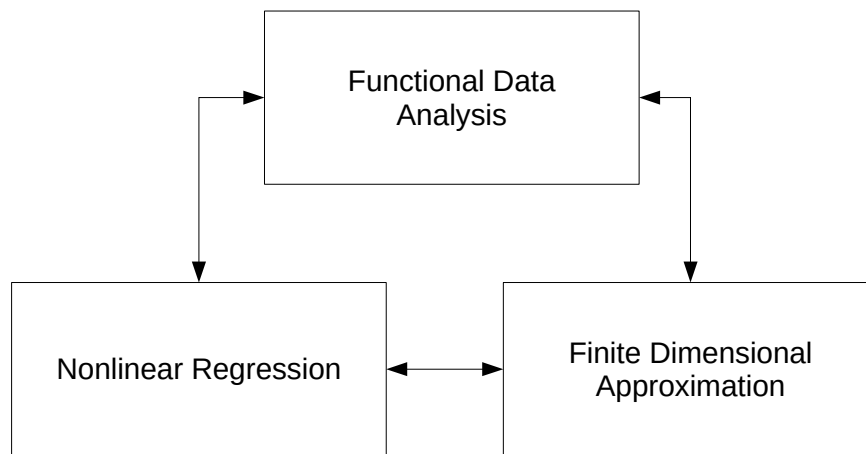 Functional Data
Analysis
Nonlinear Regression
Finite Dimensional
Approximation